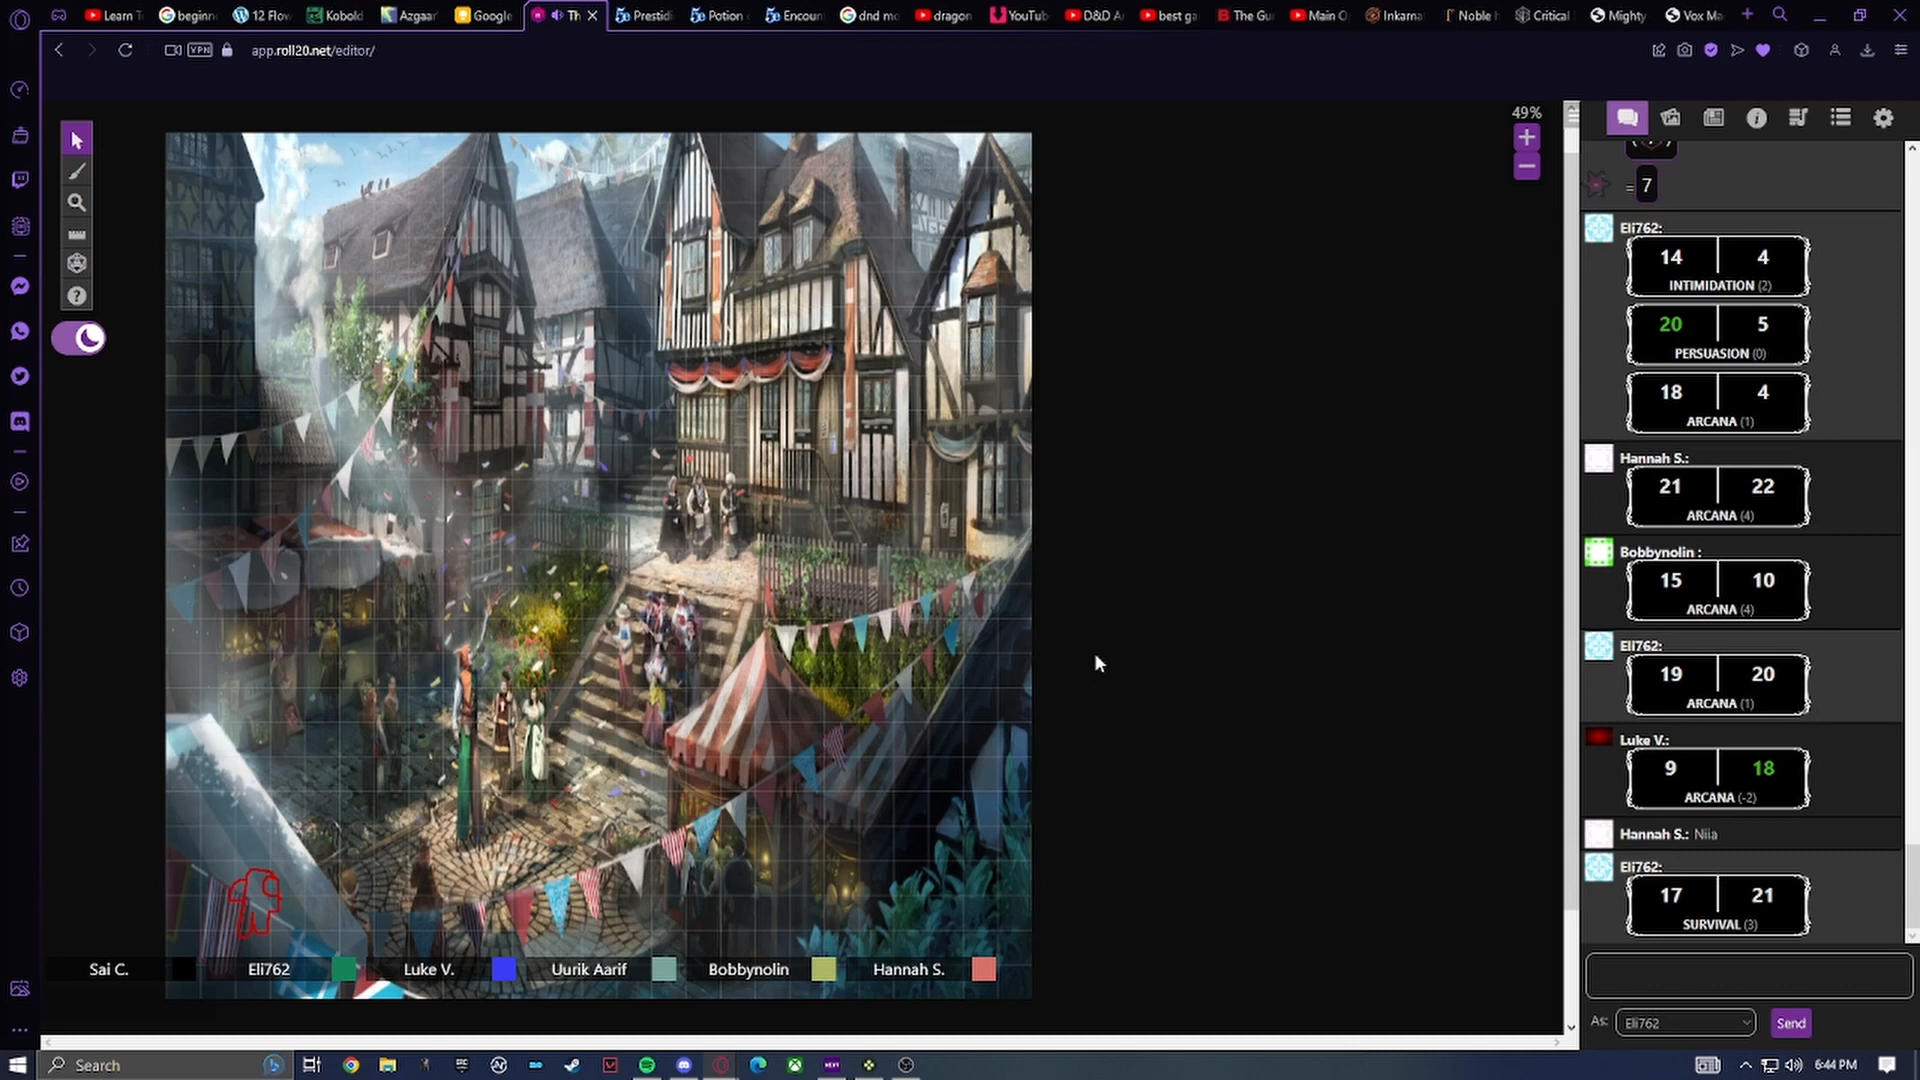 Learn T
beginn
12 Flow
Kobold
Azgaar
Google
Th
Prestidi
Potion
Encoun
dnd mo
dragon
YouTub
D&D A
best ga
The Gu
Main O
Inkarna
Noble h
Critical
Mighty
Vox Ma
VPN
app.roll20.net/editor/
49%
= 7
Eli762:
14 4
INTIMIDATION (2)
20 5
PERSUASION (0)
18 4
ARCANA (1)
Hannah S.:
21 22
ARCANA (4)
Bobbynolin :
15 10
ARCANA (4)
Eli762:
19 20
ARCANA (1)
Luke V.:
9 18
ARCANA (-2)
Hannah S.: Niia
Eli762:
17 21
SURVIVAL (3)
Sai C.
Eli762
Luke V.
Uurik Aarif
Bobbynolin
Hannah S.
As:
Eli762
Send
Search
6:44 PM